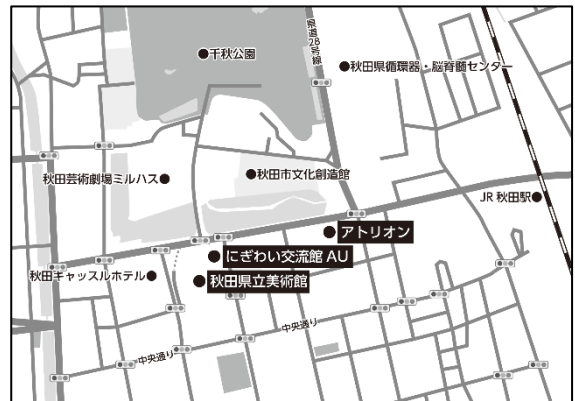 千秋公園
県道28号線
秋田県循環器・脳脊髄センター
秋田芸術劇場ミルハス
秋田市文化創造館
JR 秋田駅
アトリオン
にぎわい交流館 AU
秋田キャッスルホテル
秋田県立美術館
中央通り
中央通り